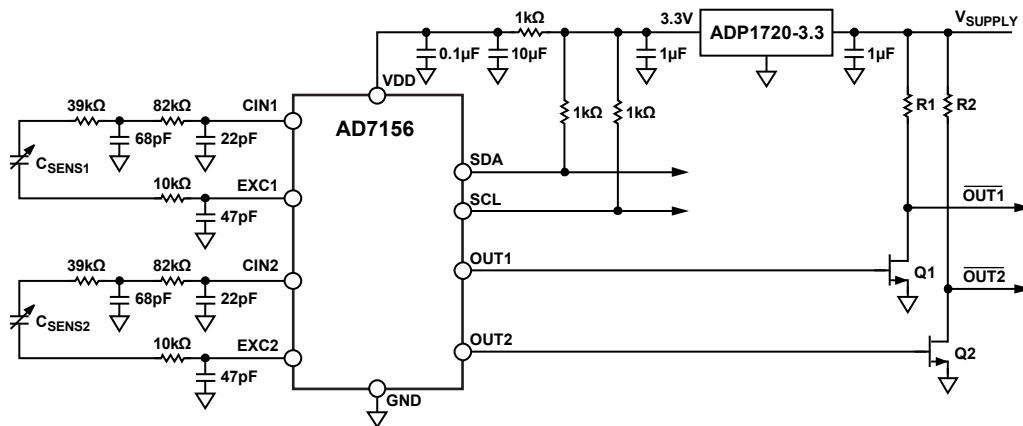 1kΩ
3.3V
ADP1720-3.3
VSUPPLY
0.1µF
10µF
1µF
1µF
VDD
39kΩ
82kΩ
CIN1
1kΩ
1kΩ
R1
R2
AD7156
68pF
22pF
CSENS1
SDA
10kΩ
EXC1
SCL
OUT1
47pF
39kΩ
82kΩ
CIN2
OUT1
Q1
OUT2
68pF
22pF
CSENS2
10kΩ
EXC2
OUT2
Q2
47pF
GND